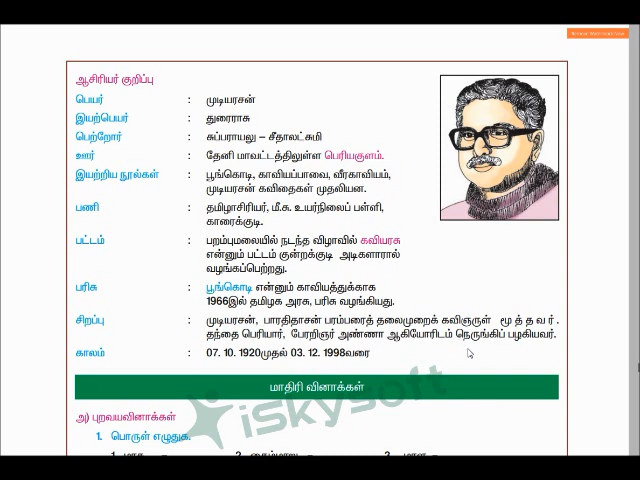 ஆசிரியர் குறிப்பு
பெயர் : முடியரசன்
இயற்பெயர் : துரைராசு
பெற்றோர் : சுப்பராயலு – சீதாலட்சுமி
ஊர் : தேனி மாவட்டத்திலுள்ள பெரியகுளம்.
இயற்றிய நூல்கள் : பூங்கொடி, காவியப்பாவை, வீரகாவியம்,
முடியரசன் கவிதைகள் முதலியன.
பணி : தமிழாசிரியர், மீ.சு. உயர்நிலைப் பள்ளி,
காரைக்குடி.
பட்டம் : பறம்புமலையில் நடந்த விழாவில் கவியரசு
என்னும் பட்டம் குன்றக்குடி அடிகளாரால்
வழங்கப்பெற்றது.
பரிசு : பூங்கொடி என்னும் காவியத்துக்காக
1966இல் தமிழக அரசு, பரிசு வழங்கியது.
சிறப்பு : முடியரசன், பாரதிதாசன் பரம்பரைத் தலைமுறைக் கவிஞருள் மூத்தவர்.
தந்தை பெரியார், பேரறிஞர் அண்ணா ஆகியோரிடம் நெருங்கிப் பழகியவர்.
காலம் : 07. 10. 1920முதல் 03. 12. 1998வரை
மாதிரி வினாக்கள்
iSkysoft
அ) புறவயவினாக்கள்
1. பொருள் எழுதுக.